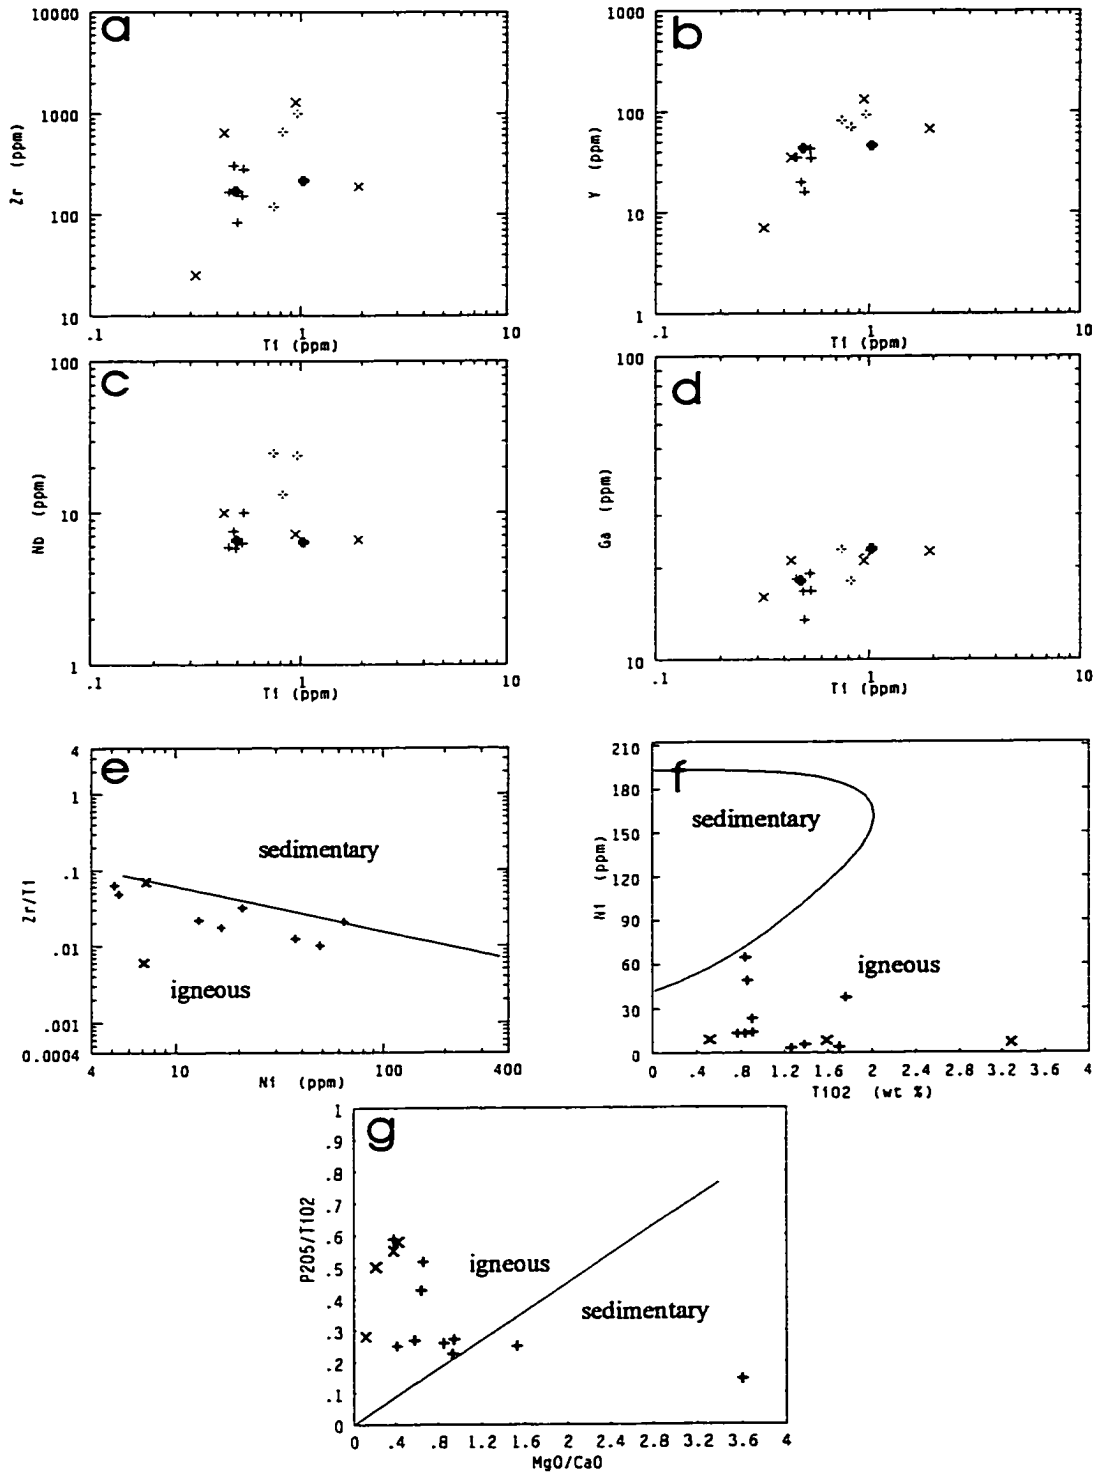 a
10000
1000
100
10
Zr (ppm)
.1 1 10
Ti (ppm)
b
1000
100
10
1
Y (ppm)
.1 1 10
Ti (ppm)
c
100
10
1
Nb (ppm)
.1 1 10
Ti (ppm)
d
100
10
Ga (ppm)
.1 1 10
Ti (ppm)
e
4
1
.1
.01
.001
0.0004
Zr/Ti
sedimentary
igneous
4 10 100 400
Ni (ppm)
f
210
180
150
120
90
60
30
0
Ni (ppm)
sedimentary
igneous
0 .4 .8 1.2 1.6 2 2.4 2.8 3.2 3.6 4
TiO2 (wt %)
g
1
.9
.8
.7
.6
.5
.4
.3
.2
.1
0
P2O5/TiO2
igneous
sedimentary
0 .4 .8 1.2 1.6 2 2.4 2.8 3.2 3.6 4
MgO/CaO